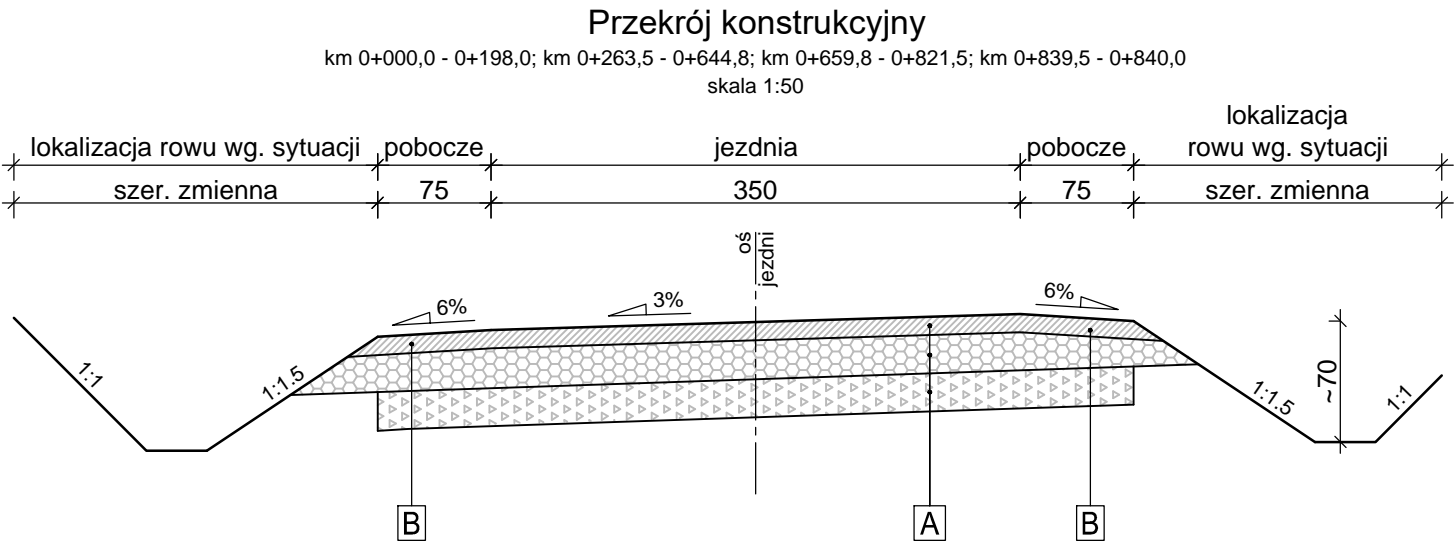 Przekrój konstrukcyjny
km 0+000,0 - 0+198,0; km 0+263,5 - 0+644,8; km 0+659,8 - 0+821,5; km 0+839,5 - 0+840,0
skala 1:50
lokalizacja rowu wg. sytuacji
pobocze
jezdnia
pobocze
lokalizacja
rowu wg. sytuacji
szer. zmienna
75
350
75
szer. zmienna
oś
jezdni
6%
3%
6%
1:1
1:1.5
1:1.5
~70
1:1
B
A
B